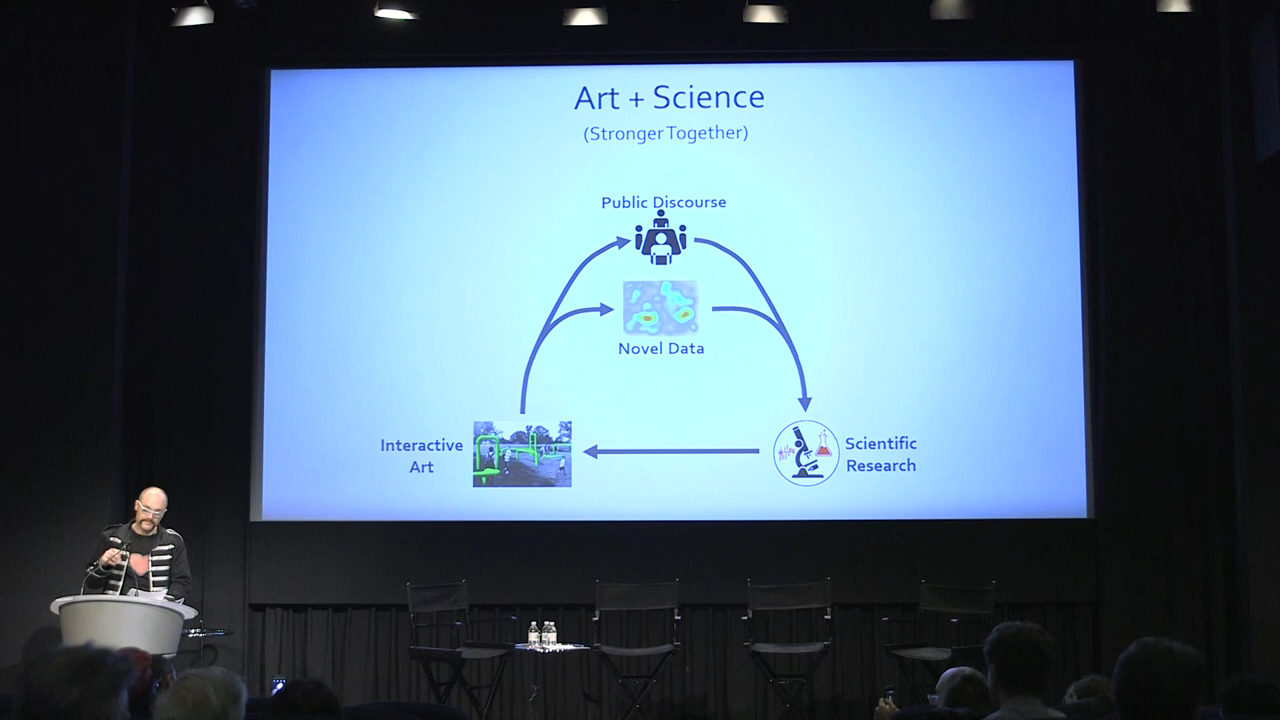 Art + Science
(Stronger Together)
Public Discourse
Novel Data
Interactive
Art
Scientific
Research